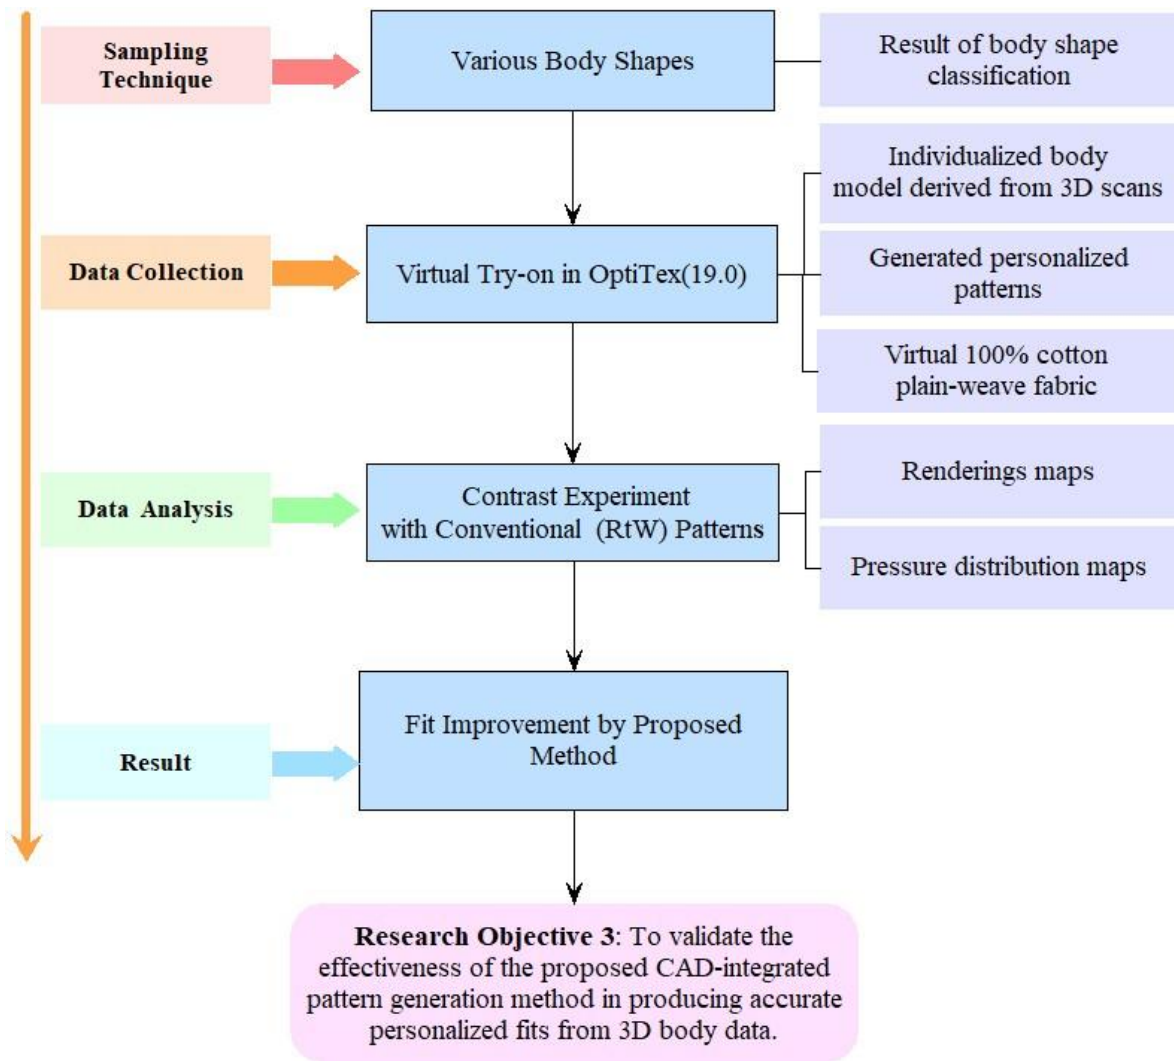 Sampling
Technique
Various Body Shapes
Result of body shape
classification
Individualized body
model derived from 3D scans
Data Collection
Virtual Try-on in OptiTex(19.0)
Generated personalized
patterns
Virtual 100% cotton
plain-weave fabric
Data Analysis
Contrast Experiment
with Conventional (RtW) Patterns
Renderings maps
Pressure distribution maps
Result
Fit Improvement by Proposed
Method
Research Objective 3: To validate the
effectiveness of the proposed CAD-integrated
pattern generation method in producing accurate
personalized fits from 3D body data.